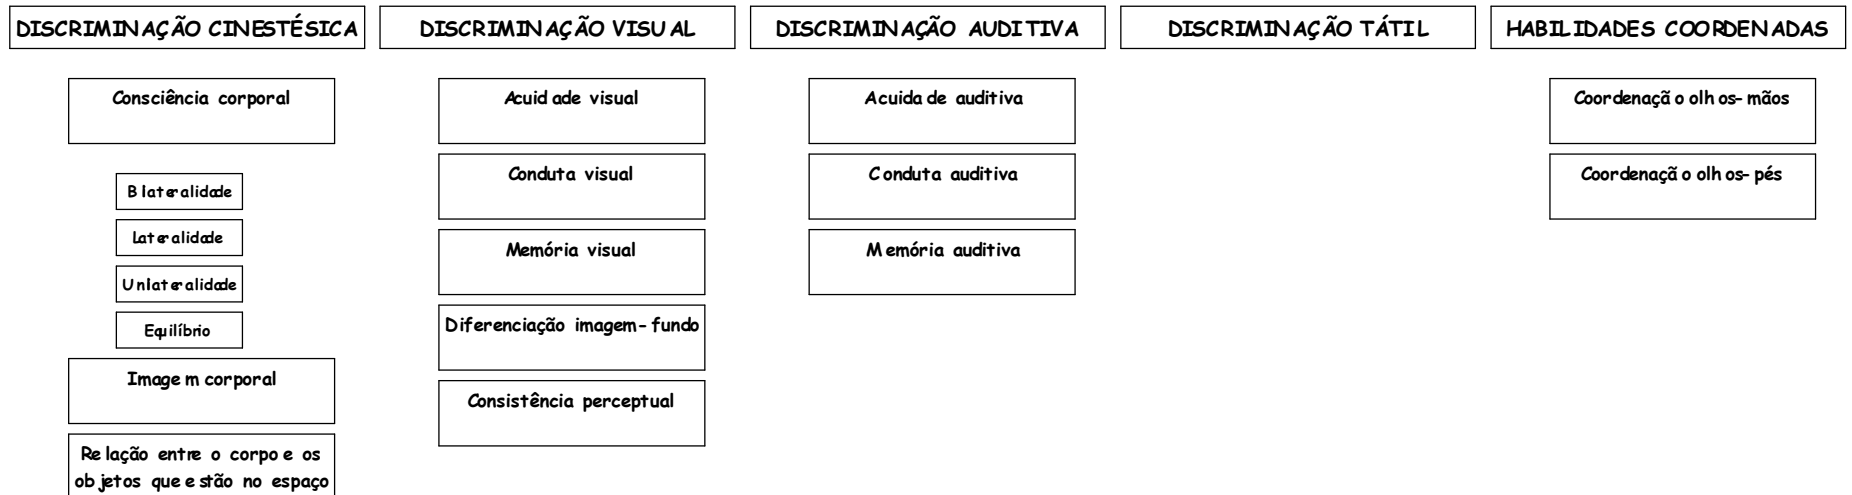 DISCRIMINAÇÃO CINESTÉSICA
Consciência corporal
Bilateralidade
Lateralidade
Unilateralidade
Equilíbrio
Imagem corporal
Relação entre o corpo e os
objetos que estão no espaço
DISCRIMINAÇÃO VISUAL
Acuidade visual
Conduta visual
Memória visual
Diferenciação imagem-fundo
Consistência perceptual
DISCRIMINAÇÃO AUDITIVA
Acuidade auditiva
Conduta auditiva
Memória auditiva
DISCRIMINAÇÃO TÁTIL
HABILIDADES COORDENADAS
Coordenação olhos-mãos
Coordenação olhos-pés